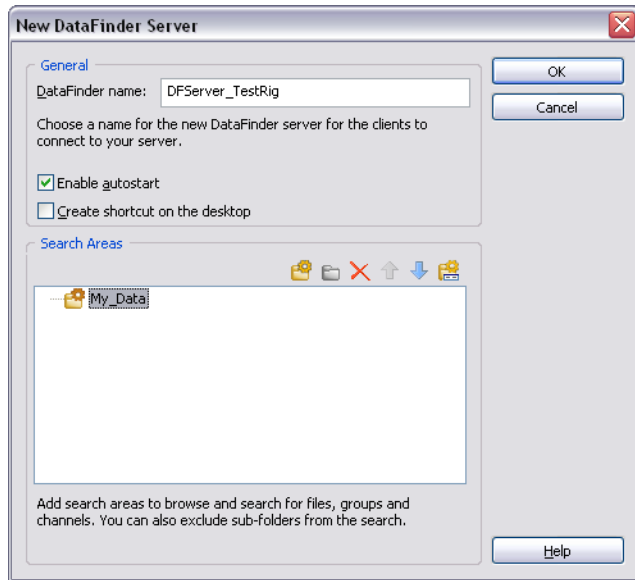 New DataFinder Server
General
DataFinder name:
DFServer_TestRig
Choose a name for the new DataFinder server for the clients to
connect to your server.
Enable autostart
Create shortcut on the desktop
OK
Cancel
Search Areas
My_Data
Add search areas to browse and search for files, groups and
channels. You can also exclude sub-folders from the search.
Help